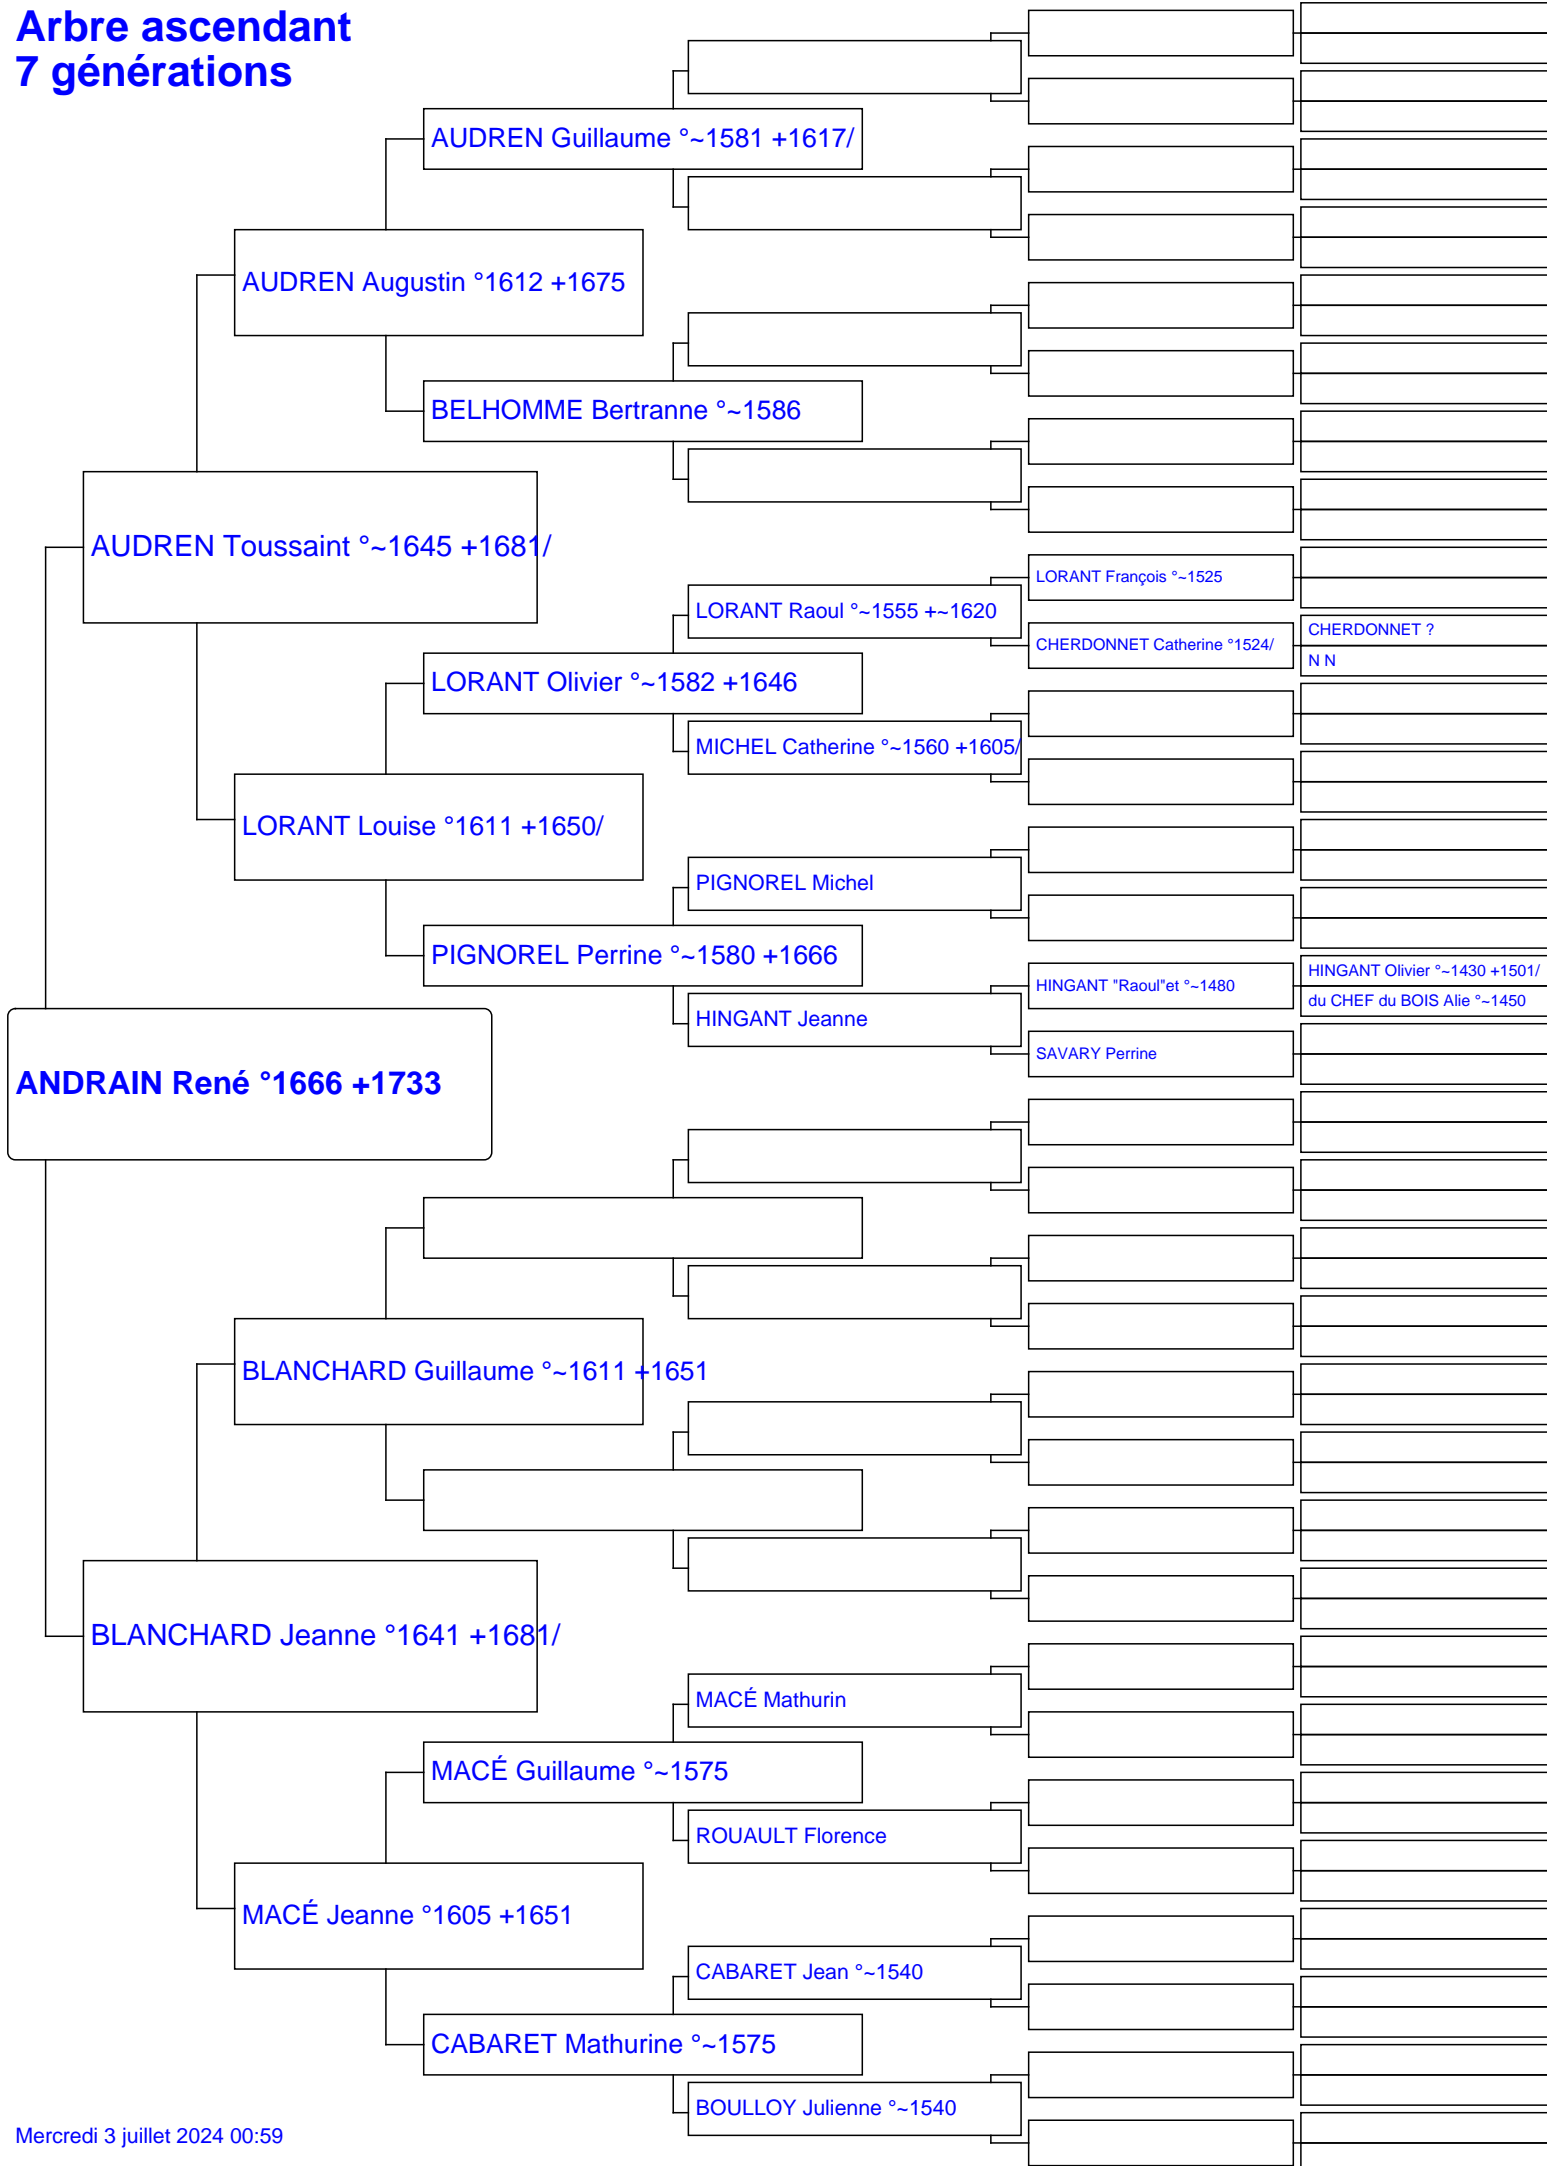 Arbre ascendant
7 générations
AUDREN Guillaume °~1581 +1617/
AUDREN Augustin °1612 +1675
BELHOMME Bertranne °~1586
AUDREN Toussaint °~1645 +1681/
LORANT François °~1525
LORANT Raoul °~1555 +~1620
CHERDONNET ?
CHERDONNET Catherine °1524/
N N
LORANT Olivier °~1582 +1646
MICHEL Catherine °~1560 +1605/
LORANT Louise °1611 +1650/
PIGNOREL Michel
PIGNOREL Perrine °~1580 +1666
HINGANT Olivier °~1430 +1501/
HINGANT "Raoul"et °~1480
du CHEF du BOIS Alie °~1450
HINGANT Jeanne
SAVARY Perrine
ANDRAIN René °1666 +1733
BLANCHARD Guillaume °~1611 +1651
BLANCHARD Jeanne °1641 +1681/
MACÉ Mathurin
MACÉ Guillaume °~1575
ROUAULT Florence
MACÉ Jeanne °1605 +1651
CABARET Jean °~1540
CABARET Mathurine °~1575
BOULLOY Julienne °~1540
Mercredi 3 juillet 2024 00:59